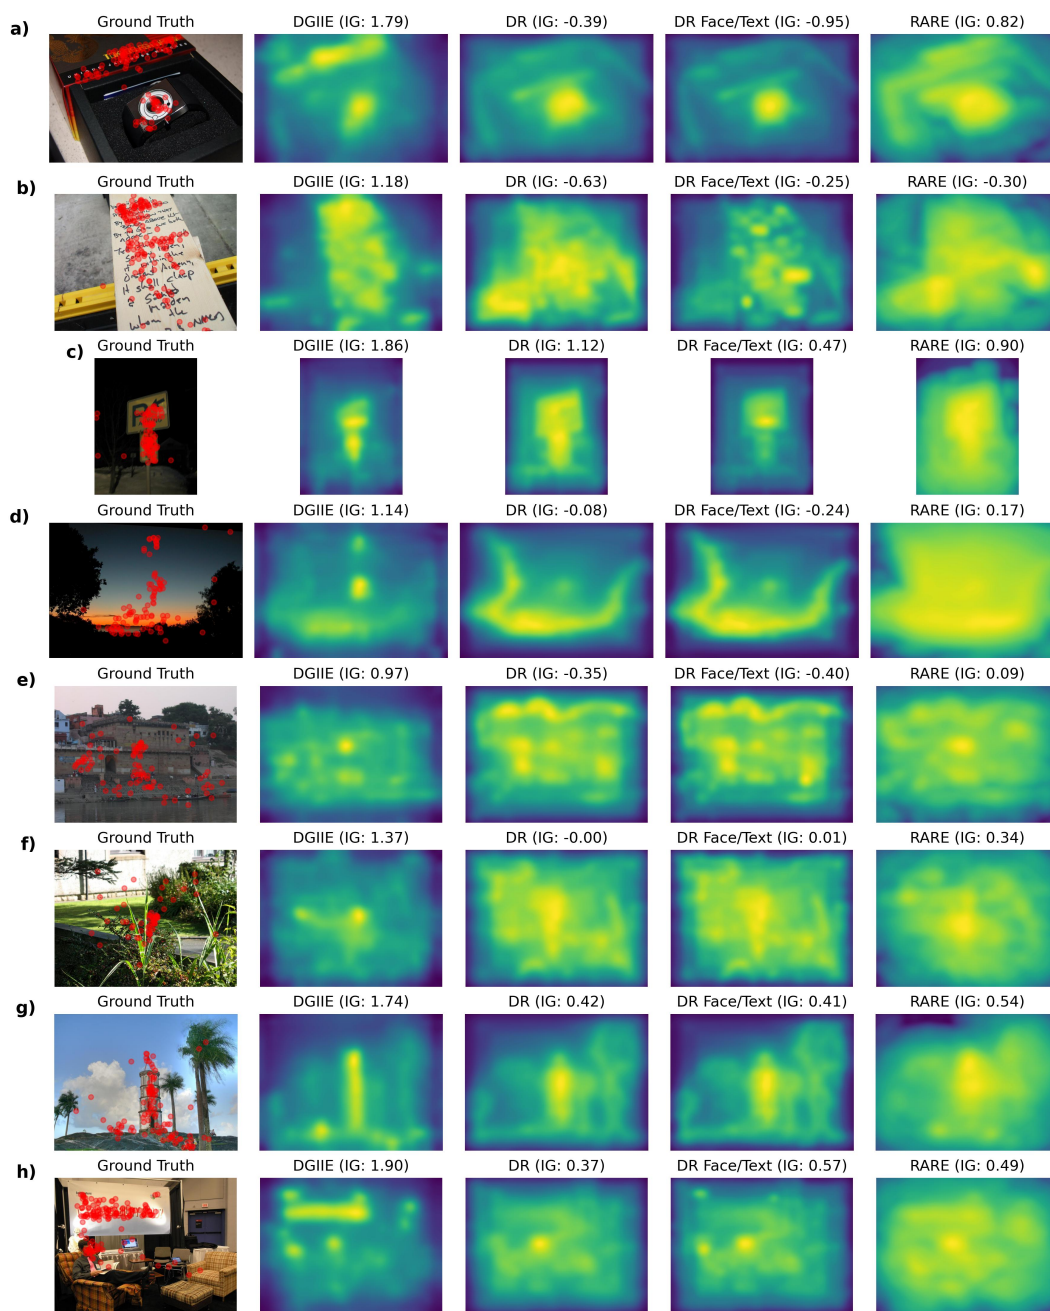 a) Ground Truth DGIIE (IG: 1.79) DR (IG: -0.39) DR Face/Text (IG: -0.95) RARE (IG: 0.82)
b) Ground Truth DGIIE (IG: 1.18) DR (IG: -0.63) DR Face/Text (IG: -0.25) RARE (IG: -0.30)
it shall clap
Maiden
whom the
c) Ground Truth DGIIE (IG: 1.86) DR (IG: 1.12) DR Face/Text (IG: 0.47) RARE (IG: 0.90)
P
d) Ground Truth DGIIE (IG: 1.14) DR (IG: -0.08) DR Face/Text (IG: -0.24) RARE (IG: 0.17)
e) Ground Truth DGIIE (IG: 0.97) DR (IG: -0.35) DR Face/Text (IG: -0.40) RARE (IG: 0.09)
f) Ground Truth DGIIE (IG: 1.37) DR (IG: -0.00) DR Face/Text (IG: 0.01) RARE (IG: 0.34)
g) Ground Truth DGIIE (IG: 1.74) DR (IG: 0.42) DR Face/Text (IG: 0.41) RARE (IG: 0.54)
h) Ground Truth DGIIE (IG: 1.90) DR (IG: 0.37) DR Face/Text (IG: 0.57) RARE (IG: 0.49)